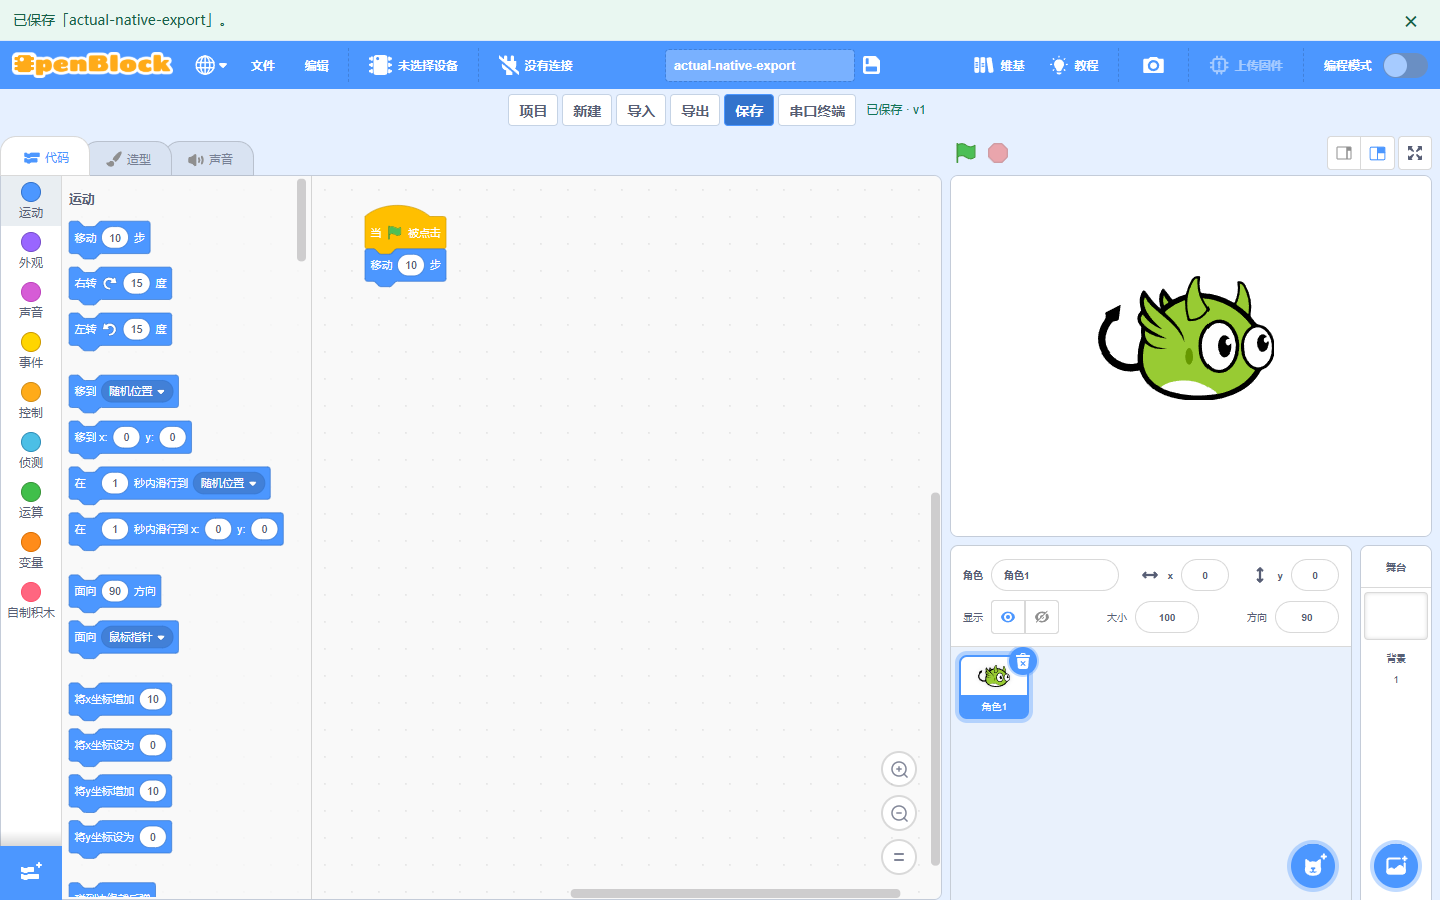 已保存「actual-native-export」。
OpenBlock
文件
编辑
未选择设备
没有连接
actual-native-export
维基
教程
上传固件
编程模式
项目
新建
导入
导出
保存
串口终端
已保存 · v1
代码
造型
声音
运动
外观
声音
事件
控制
侦测
运算
变量
自制积木
运动
移动 10 步
右转 15 度
左转 15 度
移到 随机位置
移到 x: 0 y: 0
在 1 秒内滑行到 随机位置
在 1 秒内滑行到 x: 0 y: 0
面向 90 方向
面向 鼠标指针
将x坐标增加 10
将x坐标设为 0
将y坐标增加 10
将y坐标设为 0
当 被点击
移动 10 步
角色 角色1 x 0 y 0
显示 大小 100 方向 90
角色1
舞台
背景
1